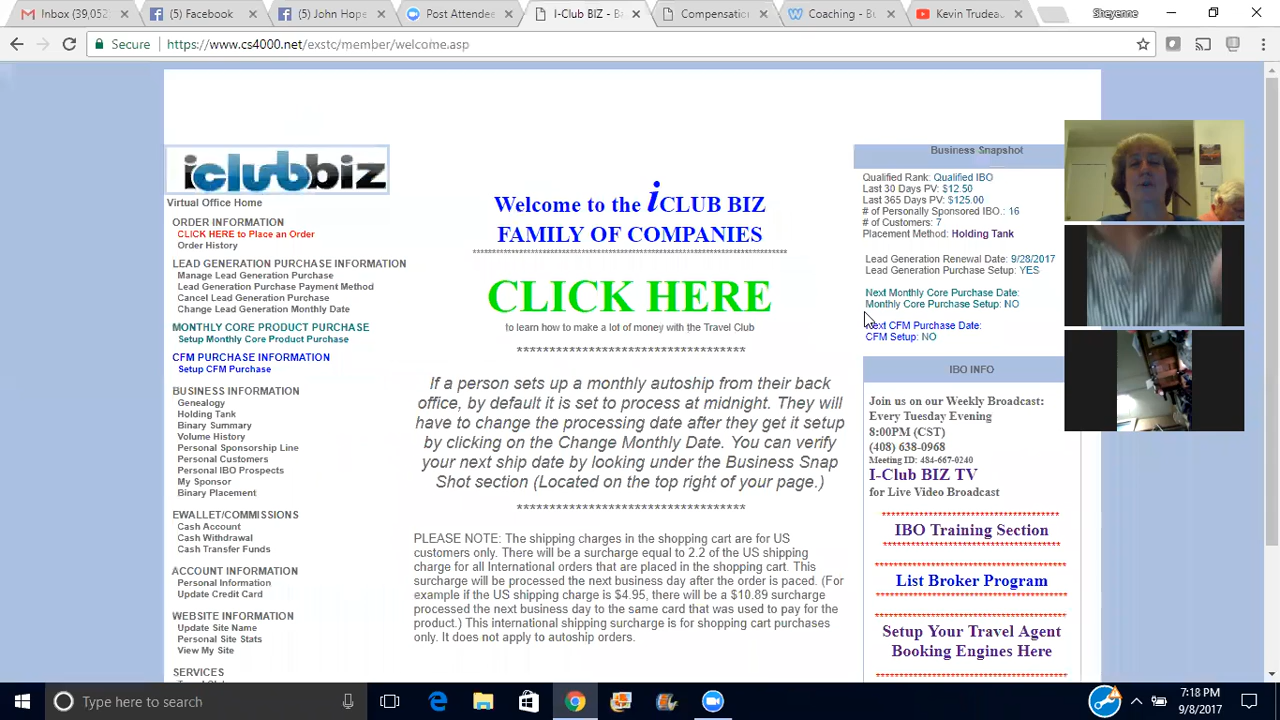 Gmail (39,052
(5) Facebook
(5) John Hope
Post Attendee
I-Club BIZ - Ba
Compensation
Coaching - Bu
Kevin Trudeau
Sheyenne
Secure
https://www.cs4000.net/exstc/member/welcome.asp
iclubbiz
Virtual Office Home
ORDER INFORMATION
CLICK HERE to Place an Order
Order History
LEAD GENERATION PURCHASE INFORMATION
Manage Lead Generation Purchase
Lead Generation Purchase Payment Method
Cancel Lead Generation Purchase
Change Lead Generation Monthly Date
MONTHLY CORE PRODUCT PURCHASE
Setup Monthly Core Product Purchase
CFM PURCHASE INFORMATION
Setup CFM Purchase
BUSINESS INFORMATION
Genealogy
Holding Tank
Binary Summary
Volume History
Personal Sponsorship Line
Personal Customers
Personal IBO Prospects
My Sponsor
Binary Placement
EWALLET/COMMISSIONS
Cash Account
Cash Withdrawal
Cash Transfer Funds
ACCOUNT INFORMATION
Personal Information
Update Credit Card
WEBSITE INFORMATION
Update Site Name
Personal Site Stats
View My Site
SERVICES
Welcome to the iCLUB BIZ
FAMILY OF COMPANIES
****************************************************************************
CLICK HERE
to learn how to make a lot of money with the Travel Club
**************************************
If a person sets up a monthly autoship from their back
office, by default it is set to process at midnight. They will
have to change the processing date after they get it setup
by clicking on the Change Monthly Date. You can verify
your next ship date by looking under the Business Snap
Shot section (Located on the top right of your page.)
**************************************
PLEASE NOTE: The shipping charges in the shopping cart are for US
customers only. There will be a surcharge equal to 2.2 of the US shipping
charge for all International orders that are placed in the shopping cart. This
surcharge will be processed the next business day after the order is paced. (For
example if the US shipping charge is $4.95, there will be a $10.89 surcharge
processed the next business day to the same card that was used to pay for the
product.) This international shipping surcharge is for shopping cart purchases
only. It does not apply to autoship orders.
Business Snapshot
Qualified Rank: Qualified IBO
Last 30 Days PV: $12.50
Last 365 Days PV: $125.00
# of Personally Sponsored IBO.: 16
# of Customers: 7
Placement Method: Holding Tank
Lead Generation Renewal Date: 9/28/2017
Lead Generation Purchase Setup: YES
Next Monthly Core Purchase Date:
Monthly Core Purchase Setup: NO
Next CFM Purchase Date:
CFM Setup: NO
IBO INFO
Join us on our Weekly Broadcast:
Every Tuesday Evening
8:00PM (CST)
(408) 638-0968
Meeting ID: 484-667-0240
I-Club BIZ TV
for Live Video Broadcast
**************************************
IBO Training Section
**************************************
****************************************
List Broker Program
****************************************
****************************************
Setup Your Travel Agent
Booking Engines Here
****************************************
Type here to search
7:18 PM
9/8/2017